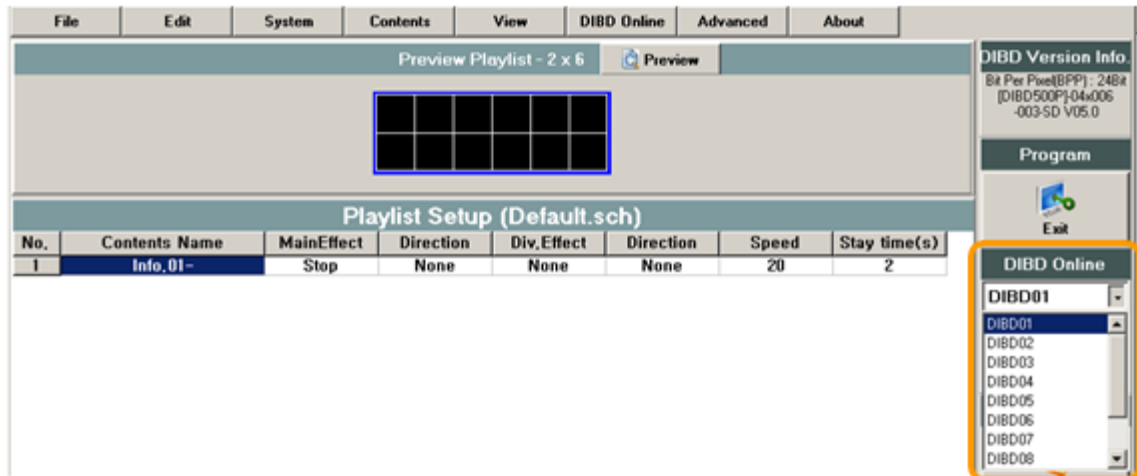 File Edit System Contents View DIBD Online Advanced About
Preview Playlist - 2 x 6 Preview
DIBD Version Info.
Bit Per Pixel(BPP) : 24Bit
[DIBD500P]-04x006
-003-SD V05.0
Program
Exit
Playlist Setup (Default.sch)
No. Contents Name MainEffect Direction Div.Effect Direction Speed Stay time(s)
1 Info.01- Stop None None None 20 2
DIBD Online
DIBD01
DIBD01
DIBD02
DIBD03
DIBD04
DIBD05
DIBD06
DIBD07
DIBD08